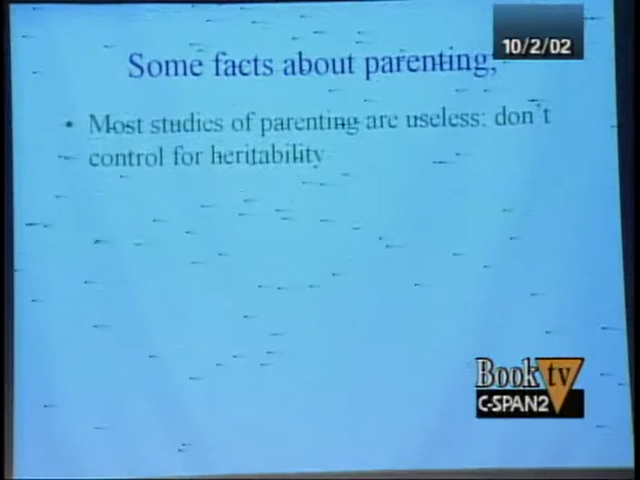 10/2/02
Some facts about parenting,
• Most studies of parenting are useless: don't
control for heritability
Book tv
C-SPAN2